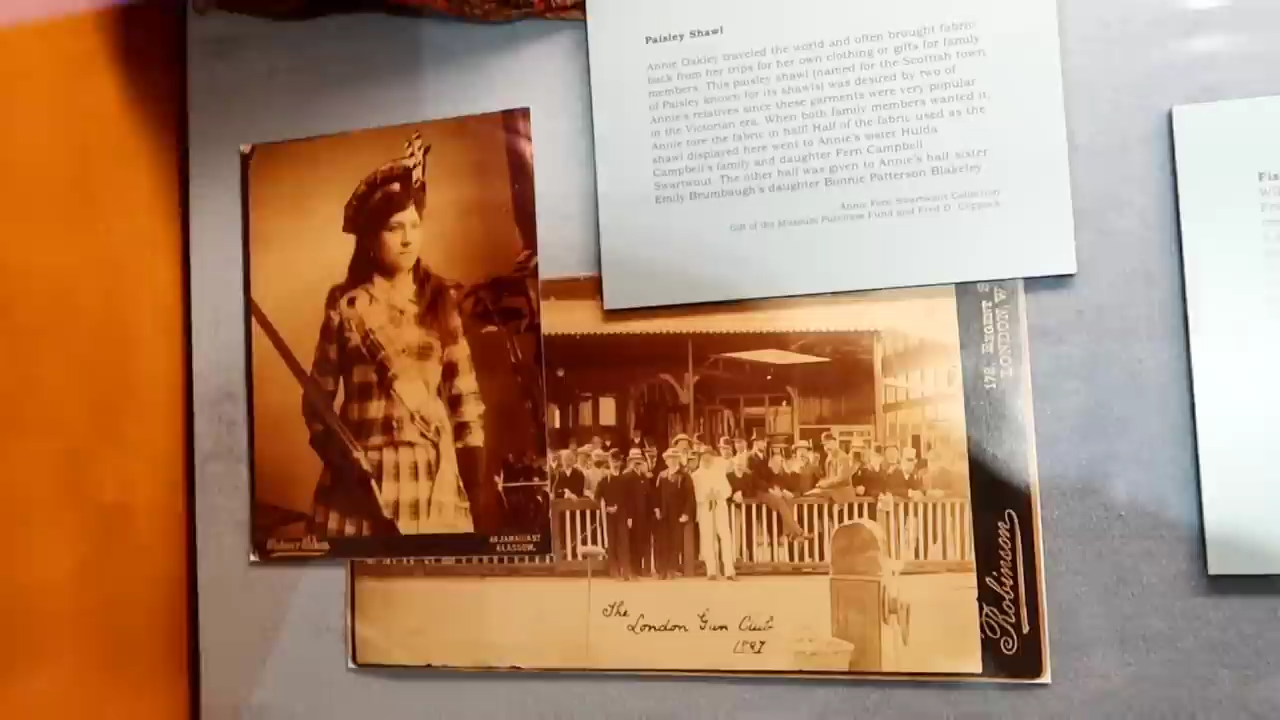 Paisley Shawl
Annie Oakley traveled the world and often brought fabric
back from her trips for her own clothing or gifts for family
members. This paisley shawl (named for the Scottish town
of Paisley known for its shawls) was desired by two of
Annie's relatives since these garments were very popular
in the Victorian era. When both family members wanted it,
Annie tore the fabric in half! Half of the fabric used as the
shawl displayed here went to Annie's sister Hulda
Campbell's family and daughter Fern Campbell
Swartwout. The other half was given to Annie's half sister
Emily Brumbaugh's daughter Bonnie Patterson Blakeley
Annie Fern Swartwout Collection
Gift of the Museum Purchase Fund and Fred D. Coppock
GLASGOW.
The
London Gun Club
LONDON, W
Robinson